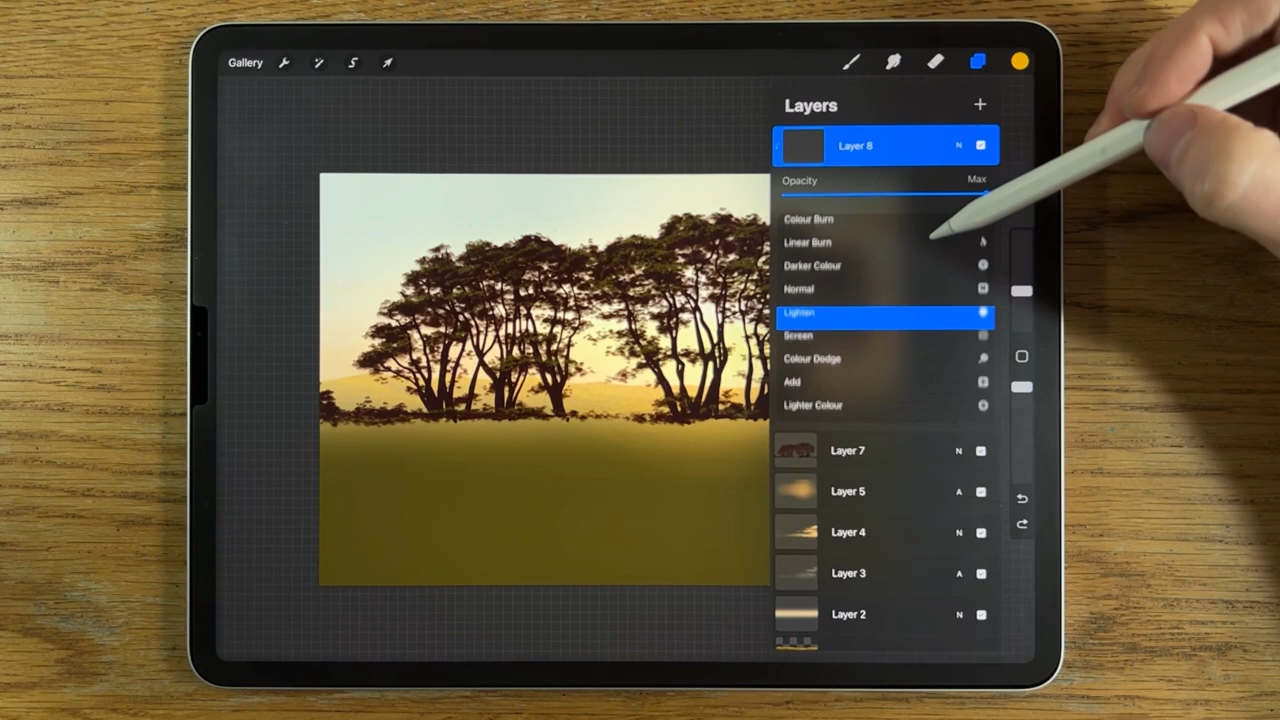 Gallery
Layers
Layer 8 N
Opacity Max
Colour Burn
Linear Burn
Darker Colour
Normal
Lighten
Screen
Colour Dodge
Add
Lighter Colour
Layer 7 N
Layer 5 A
Layer 4 N
Layer 3 A
Layer 2 N